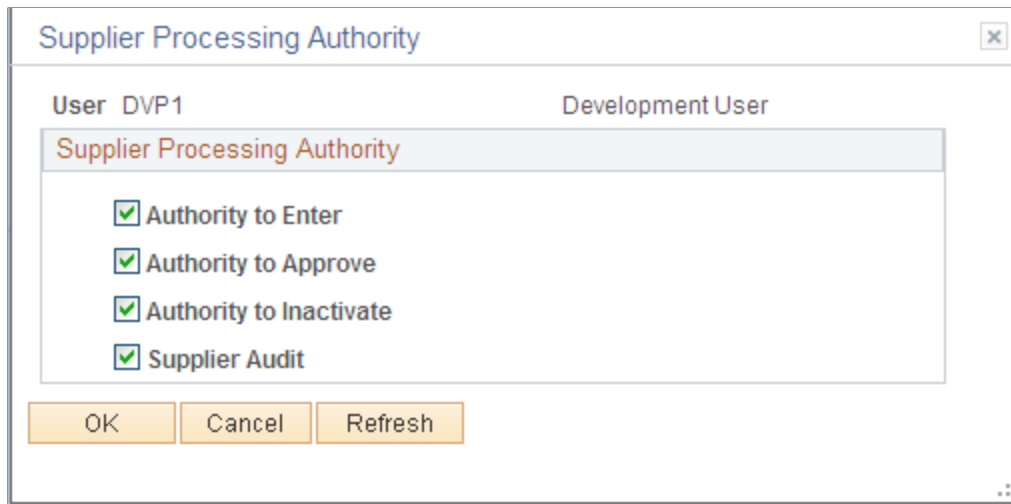 Supplier Processing Authority
User DVP1 Development User
Supplier Processing Authority
Authority to Enter
Authority to Approve
Authority to Inactivate
Supplier Audit
OK Cancel Refresh